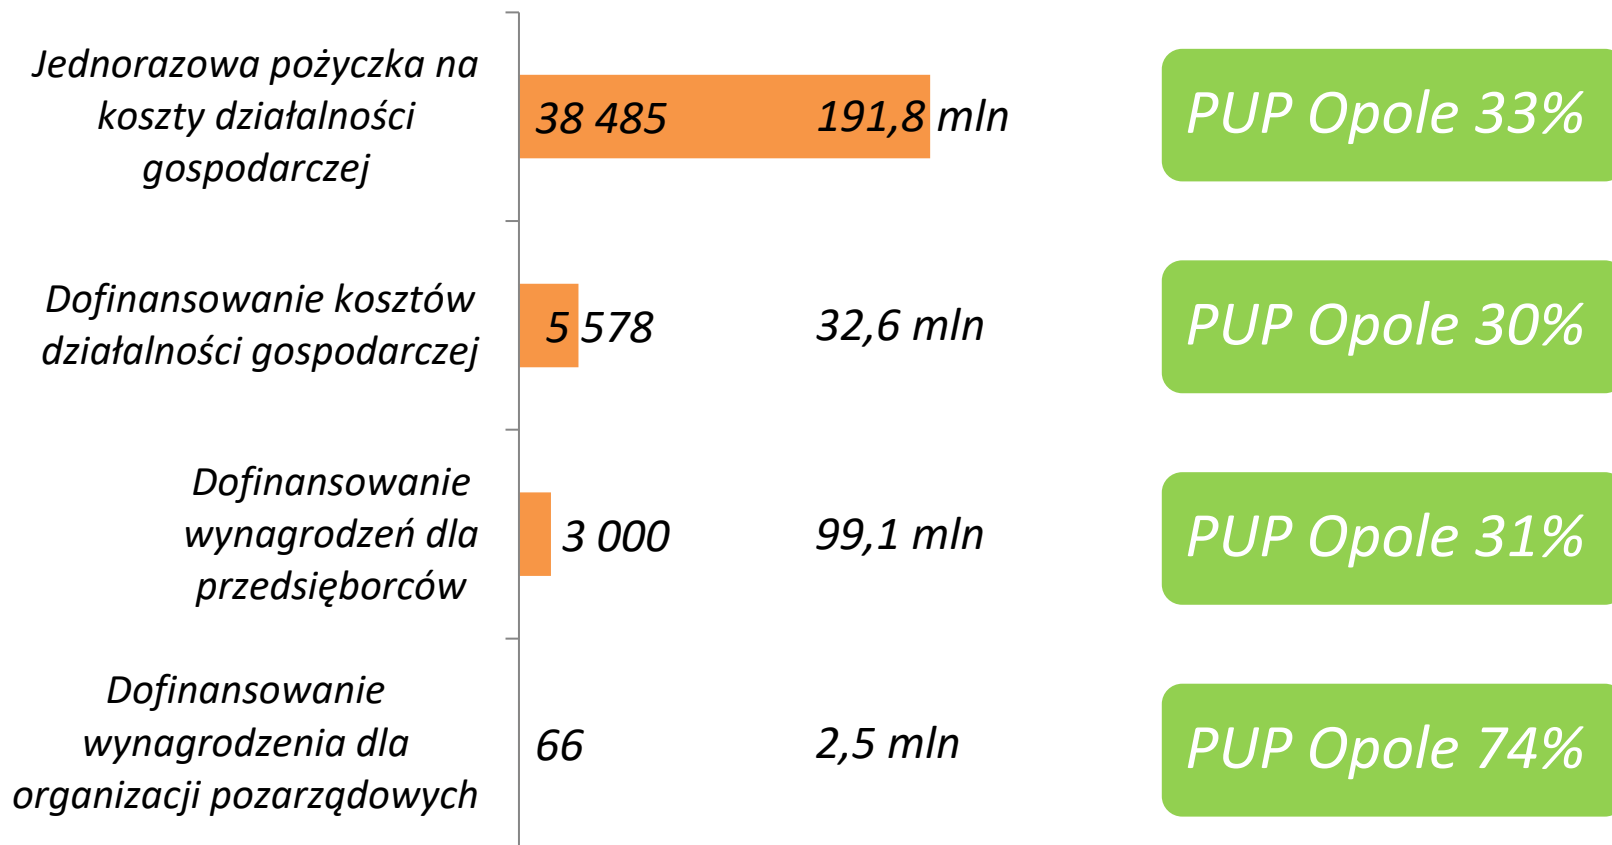 Jednorazowa pożyczka na
koszty działalności
gospodarczej
38 485
191,8 mln
PUP Opole 33%
Dofinansowanie kosztów
działalności gospodarczej
5 578
32,6 mln
PUP Opole 30%
Dofinansowanie
wynagrodzeń dla
przedsięborców
3 000
99,1 mln
PUP Opole 31%
Dofinansowanie
wynagrodzenia dla
organizacji pozarządowych
66
2,5 mln
PUP Opole 74%